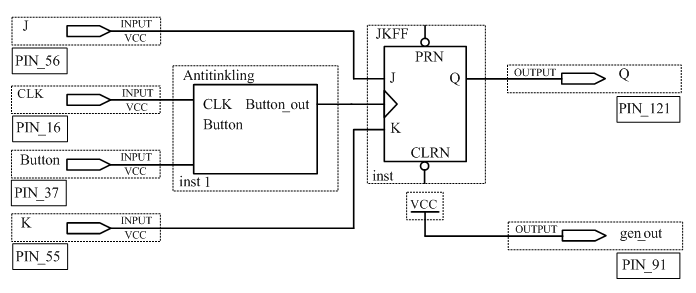 J
INPUT
VCC
PIN_56
CLK
INPUT
VCC
PIN_16
Button
INPUT
VCC
PIN_37
K
INPUT
VCC
PIN_55
Antitinkling
CLK Button_out
Button
inst 1
JKFF
PRN
J Q
K
CLRN
inst
VCC
OUTPUT Q
PIN_121
OUTPUT gen_out
PIN_91